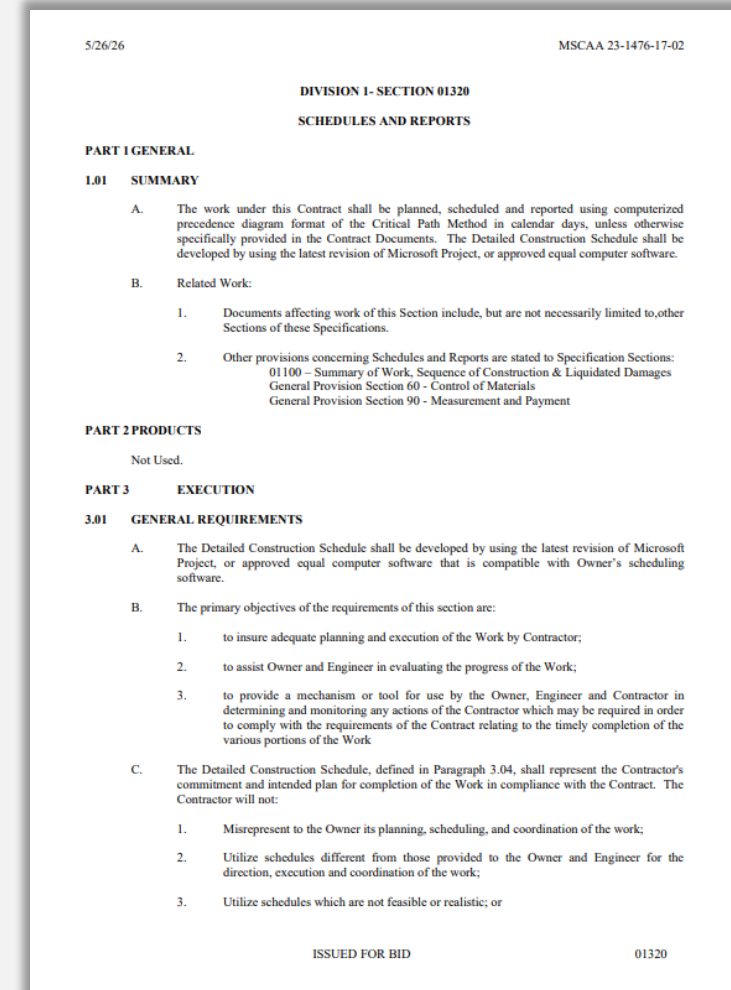 5/26/26 MSCAA 23-1476-17-02
DIVISION 1- SECTION 01320
SCHEDULES AND REPORTS
PART 1 GENERAL
1.01 SUMMARY
A. The work under this Contract shall be planned, scheduled and reported using computerized
precedence diagram format of the Critical Path Method in calendar days, unless otherwise
specifically provided in the Contract Documents. The Detailed Construction Schedule shall be
developed by using the latest revision of Microsoft Project, or approved equal computer software.
B. Related Work:
1. Documents affecting work of this Section include, but are not necessarily limited to,other
Sections of these Specifications.
2. Other provisions concerning Schedules and Reports are stated to Specification Sections:
01100 – Summary of Work, Sequence of Construction & Liquidated Damages
General Provision Section 60 - Control of Materials
General Provision Section 90 - Measurement and Payment
PART 2 PRODUCTS
Not Used.
PART 3 EXECUTION
3.01 GENERAL REQUIREMENTS
A. The Detailed Construction Schedule shall be developed by using the latest revision of Microsoft
Project, or approved equal computer software that is compatible with Owner's scheduling
software.
B. The primary objectives of the requirements of this section are:
1. to insure adequate planning and execution of the Work by Contractor;
2. to assist Owner and Engineer in evaluating the progress of the Work;
3. to provide a mechanism or tool for use by the Owner, Engineer and Contractor in
determining and monitoring any actions of the Contractor which may be required in order
to comply with the requirements of the Contract relating to the timely completion of the
various portions of the Work
C. The Detailed Construction Schedule, defined in Paragraph 3.04, shall represent the Contractor's
commitment and intended plan for completion of the Work in compliance with the Contract. The
Contractor will not:
1. Misrepresent to the Owner its planning, scheduling, and coordination of the work;
2. Utilize schedules different from those provided to the Owner and Engineer for the
direction, execution and coordination of the work;
3. Utilize schedules which are not feasible or realistic; or
ISSUED FOR BID 01320